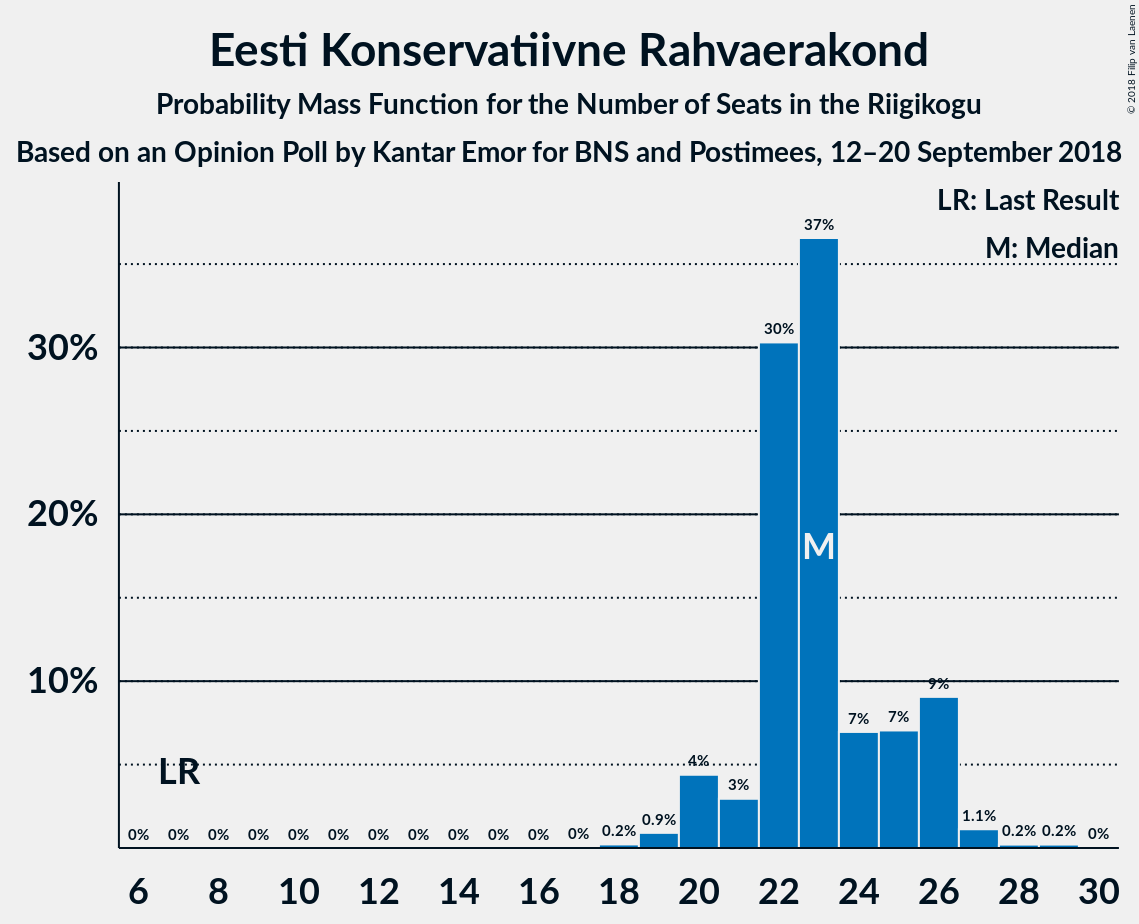 Eesti Konservatiivne Rahvaerakond
Probability Mass Function for the Number of Seats in the Riigikogu
Based on an Opinion Poll by Kantar Emor for BNS and Postimees, 12–20 September 2018
© 2018 Filip van Laenen
LR: Last Result
M: Median
30%
20%
10%
0% 0% 0% 0% 0% 0% 0% 0% 0% 0% 0% 0% 0.2% 0.9% 4% 3% 30% 37% 7% 7% 9% 1.1% 0.2% 0.2% 0%
M
LR
6 8 10 12 14 16 18 20 22 24 26 28 30